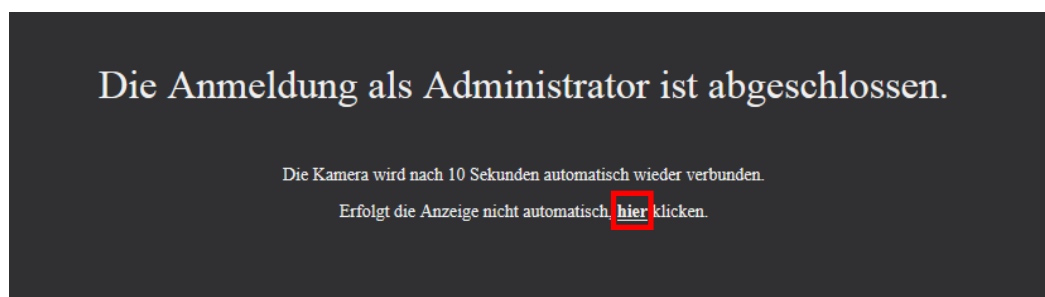 Die Anmeldung als Administrator ist abgeschlossen.
Die Kamera wird nach 10 Sekunden automatisch wieder verbunden.
Erfolgt die Anzeige nicht automatisch, hier klicken.